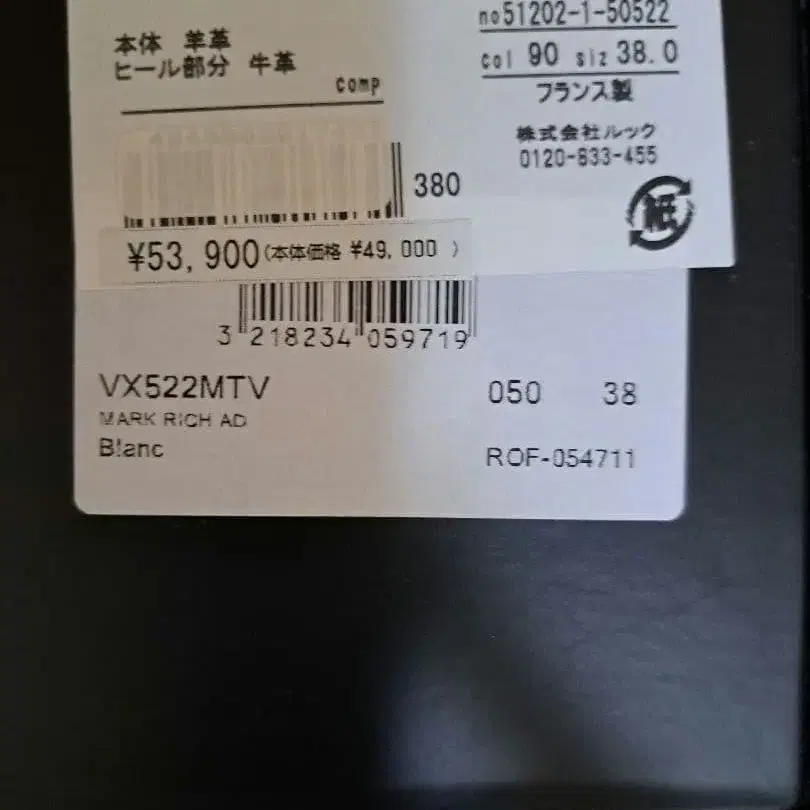 no51202-1-50522
col 90 siz 38.0
フランス製
株式会社ルック
0120-833-455
紙
本体 羊革
ヒール部分 牛革
comp
380
¥53,900(本体価格 ¥49,000 )
3 218234 059719
VX522MTV 050 38
MARK RICH AD
Blanc ROF-054711